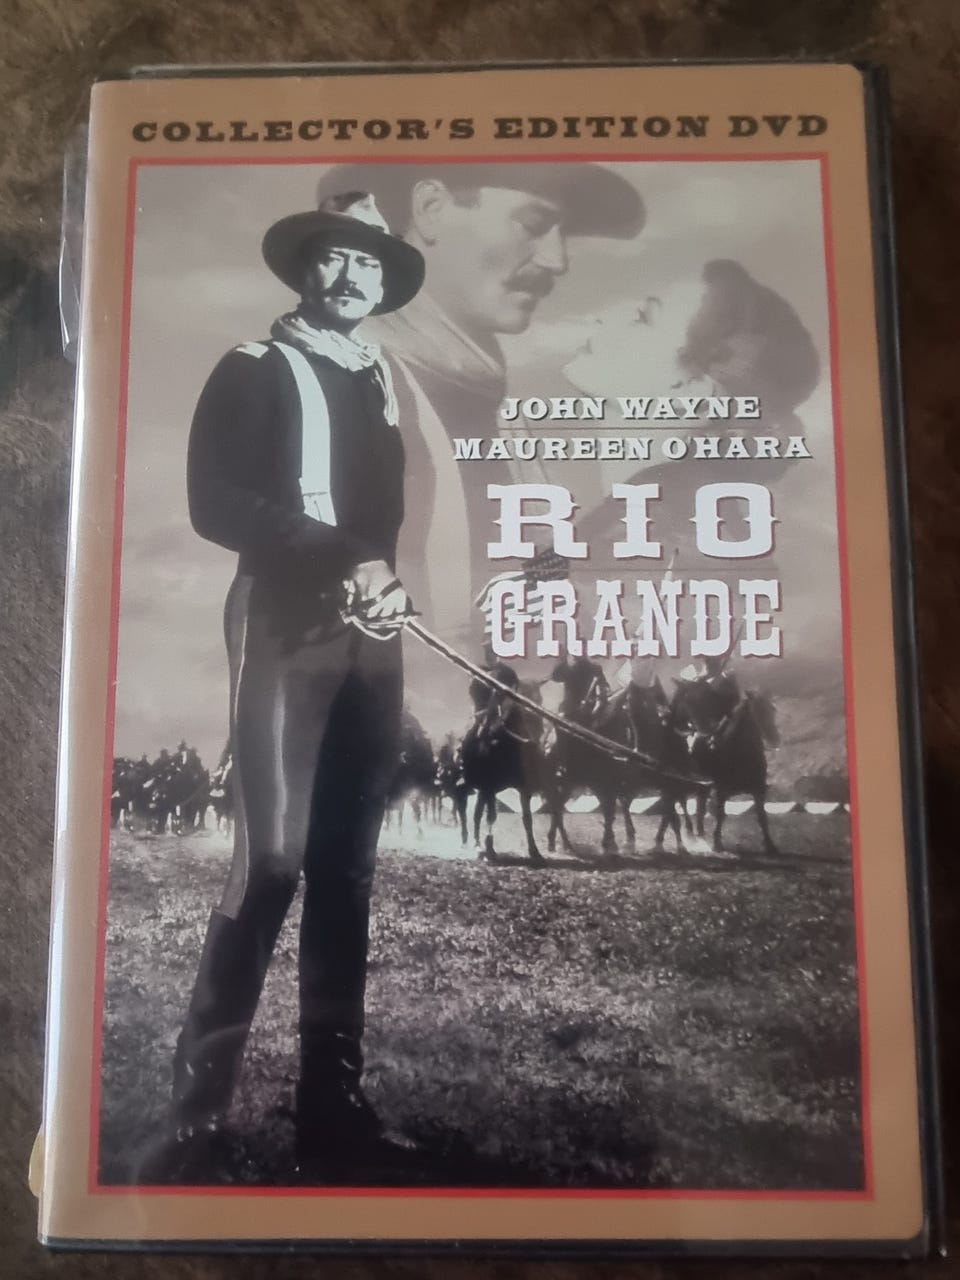 COLLECTOR'S EDITION DVD
JOHN WAYNE
MAUREEN O'HARA
RIO
GRANDE